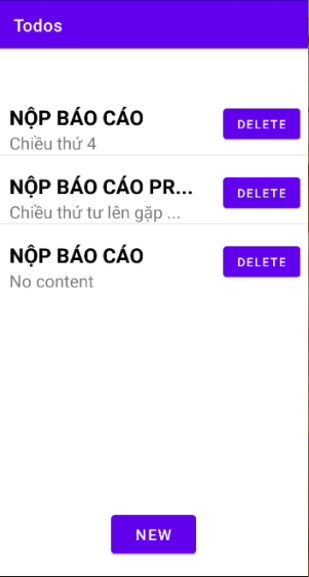 Todos
NỘP BÁO CÁO
DELETE
Chiều thứ 4
NỘP BÁO CÁO PR...
DELETE
Chiều thứ tư lên gặp ...
NỘP BÁO CÁO
DELETE
No content
NEW